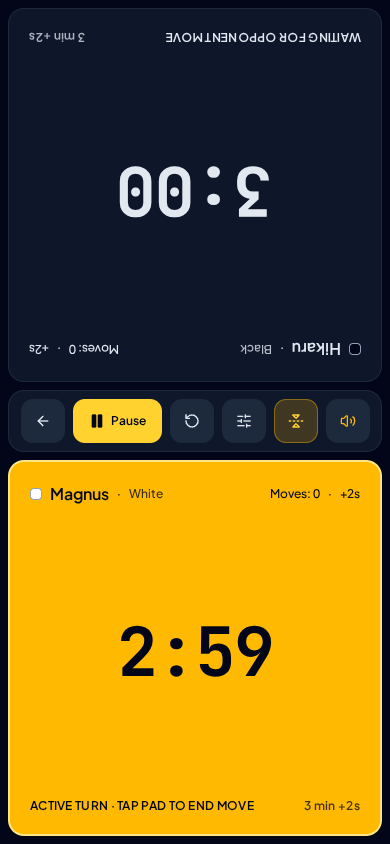 3 min +2s
WAITING FOR OPPONENT MOVE
3:00
Moves: 0 · +2s
Hikaru · Black
Pause
Magnus · White
Moves: 0 · +2s
2:59
ACTIVE TURN · TAP PAD TO END MOVE
3 min +2s